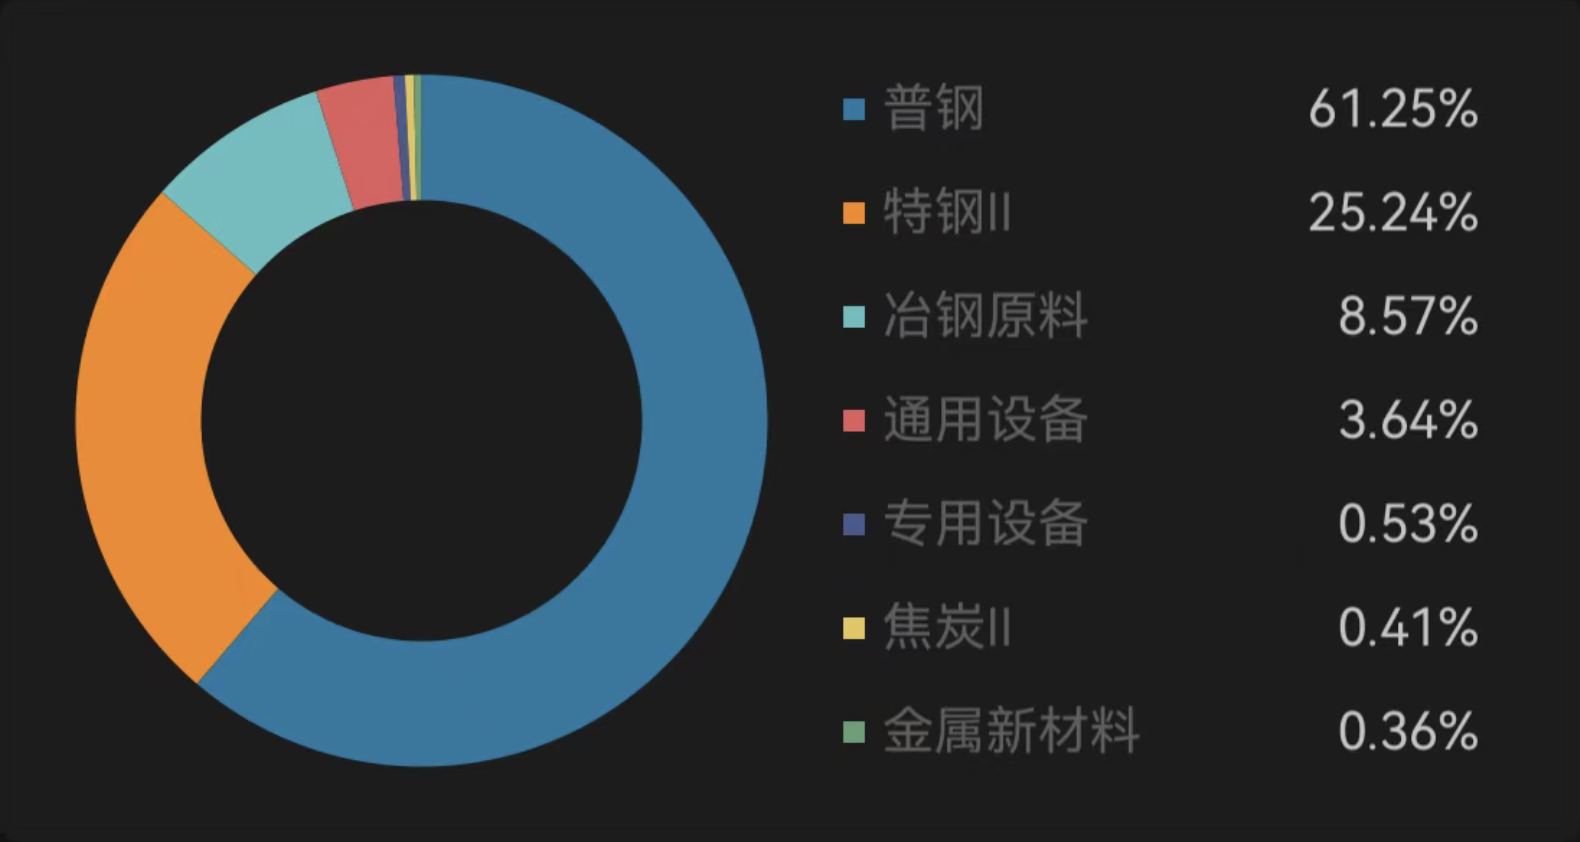 普钢 61.25%
特钢II 25.24%
冶钢原料 8.57%
通用设备 3.64%
专用设备 0.53%
焦炭II 0.41%
金属新材料 0.36%